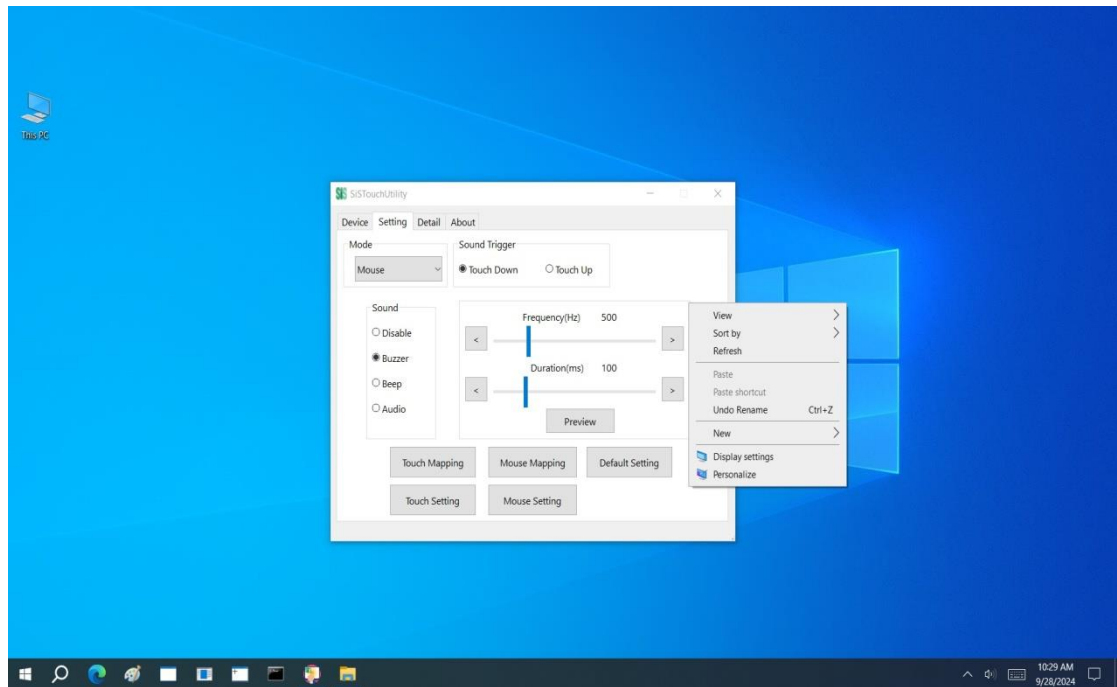 This PC
SiS SiSTouchUtility
Device Setting Detail About
Mode
Mouse
Sound Trigger
Touch Down Touch Up
Sound
Disable
Buzzer
Beep
Audio
Frequency(Hz) 500
< >
Duration(ms) 100
< >
Preview
Touch Mapping Mouse Mapping Default Setting
Touch Setting Mouse Setting
View
Sort by
Refresh
Paste
Paste shortcut
Undo Rename Ctrl+Z
New
Display settings
Personalize
10:29 AM
9/28/2024